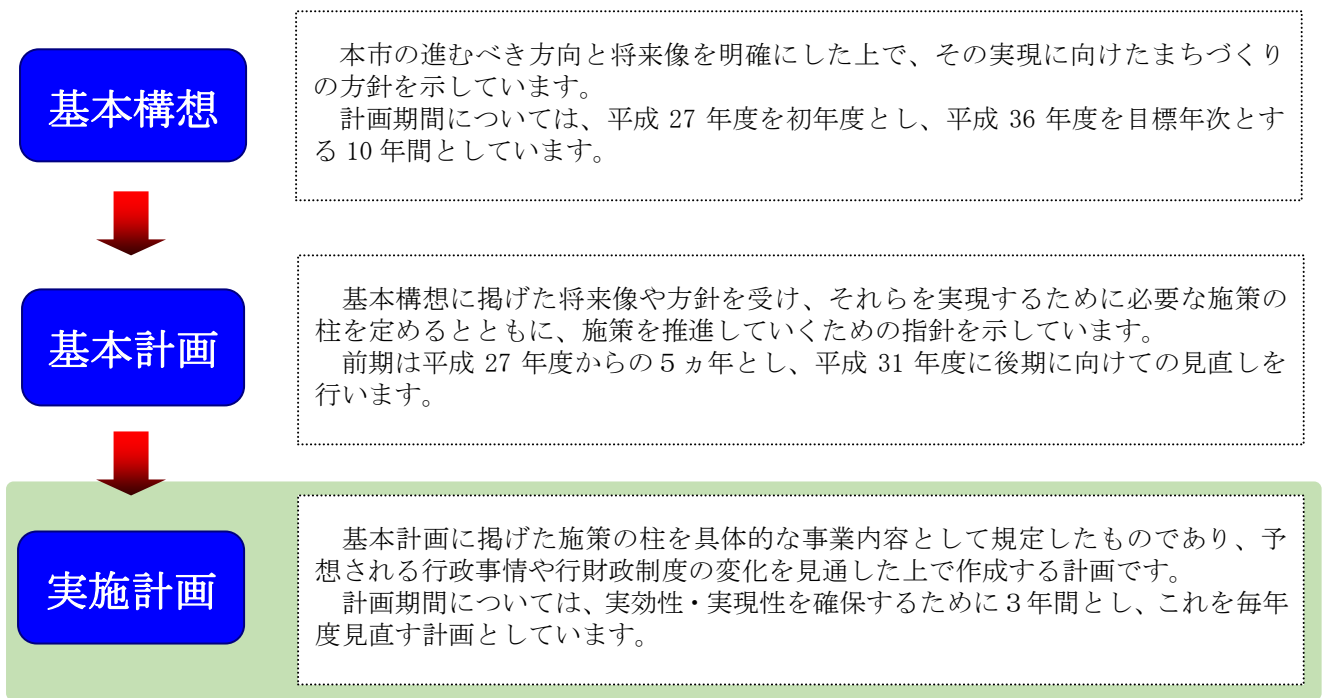 基本構想
本市の進むべき方向と将来像を明確にした上で、その実現に向けたまちづくり
の方針を示しています。
計画期間については、平成 27 年度を初年度とし、平成 36 年度を目標年次とす
る 10 年間としています。
基本計画
基本構想に掲げた将来像や方針を受け、それらを実現するために必要な施策の
柱を定めるとともに、施策を推進していくための指針を示しています。
前期は平成 27 年度からの５ヵ年とし、平成 31 年度に後期に向けての見直しを
行います。
実施計画
基本計画に掲げた施策の柱を具体的な事業内容として規定したものであり、予
想される行政事情や行財政制度の変化を見通した上で作成する計画です。
計画期間については、実効性・実現性を確保するために３年間とし、これを毎年
度見直す計画としています。